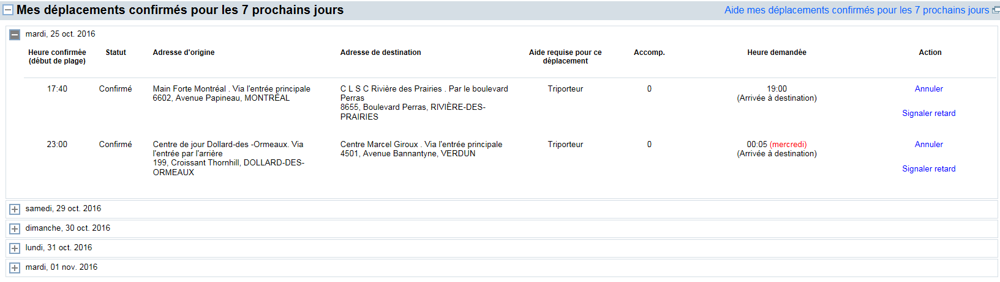 Mes déplacements confirmés pour les 7 prochains jours
Aide mes déplacements confirmés pour les 7 prochains jours
mardi, 25 oct. 2016
Heure confirmée (début de plage)
Statut
Adresse d'origine
Adresse de destination
Aide requise pour ce déplacement
Accomp.
Heure demandée
Action
17:40
Confirmé
Main Forte Montréal . Via l'entrée principale
6602, Avenue Papineau, MONTRÉAL
C L S C Rivière des Prairies . Par le boulevard
Perras
8655, Boulevard Perras, RIVIÈRE-DES-
PRAIRIES
Triporteur
0
19:00
(Arrivée à destination)
Annuler
Signaler retard
23:00
Confirmé
Centre de jour Dollard-des -Ormeaux. Via
l'entrée par l'arrière
199, Croissant Thornhill, DOLLARD-DES-
ORMEAUX
Centre Marcel Giroux . Via l'entrée principale
4501, Avenue Bannantyne, VERDUN
Triporteur
0
00:05 (mercredi)
(Arrivée à destination)
Annuler
Signaler retard
samedi, 29 oct. 2016
dimanche, 30 oct. 2016
lundi, 31 oct. 2016
mardi, 01 nov. 2016